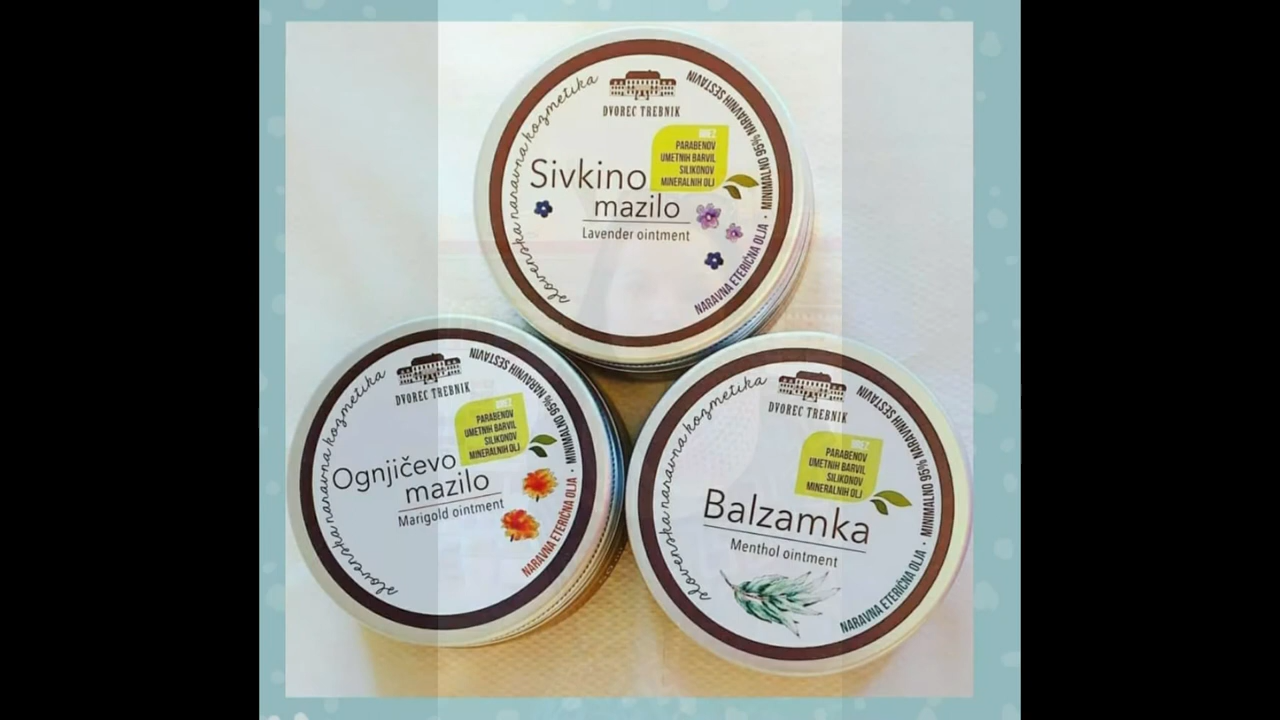 DVOREC TREBNIK
slovenska naravna kozmetika
MINIMALNO 95% NARAVNIH SESTAVIN
NARAVNA ETERIČNA OLJA •
BREZ
PARABENOV
UMETNIH BARVIL
SILIKONOV
MINERALNIH OLJ
Sivkino
mazilo
Lavender ointment
DVOREC TREBNIK
slovenska naravna kozmetika
MINIMALNO 95% NARAVNIH SESTAVIN
NARAVNA ETERIČNA OLJA •
BREZ
PARABENOV
UMETNIH BARVIL
SILIKONOV
MINERALNIH OLJ
Ognjičevo
mazilo
Marigold ointment
DVOREC TREBNIK
slovenska naravna kozmetika
MINIMALNO 95% NARAVNIH SESTAVIN
NARAVNA ETERIČNA OLJA •
BREZ
PARABENOV
UMETNIH BARVIL
SILIKONOV
MINERALNIH OLJ
Balzamka
Menthol ointment